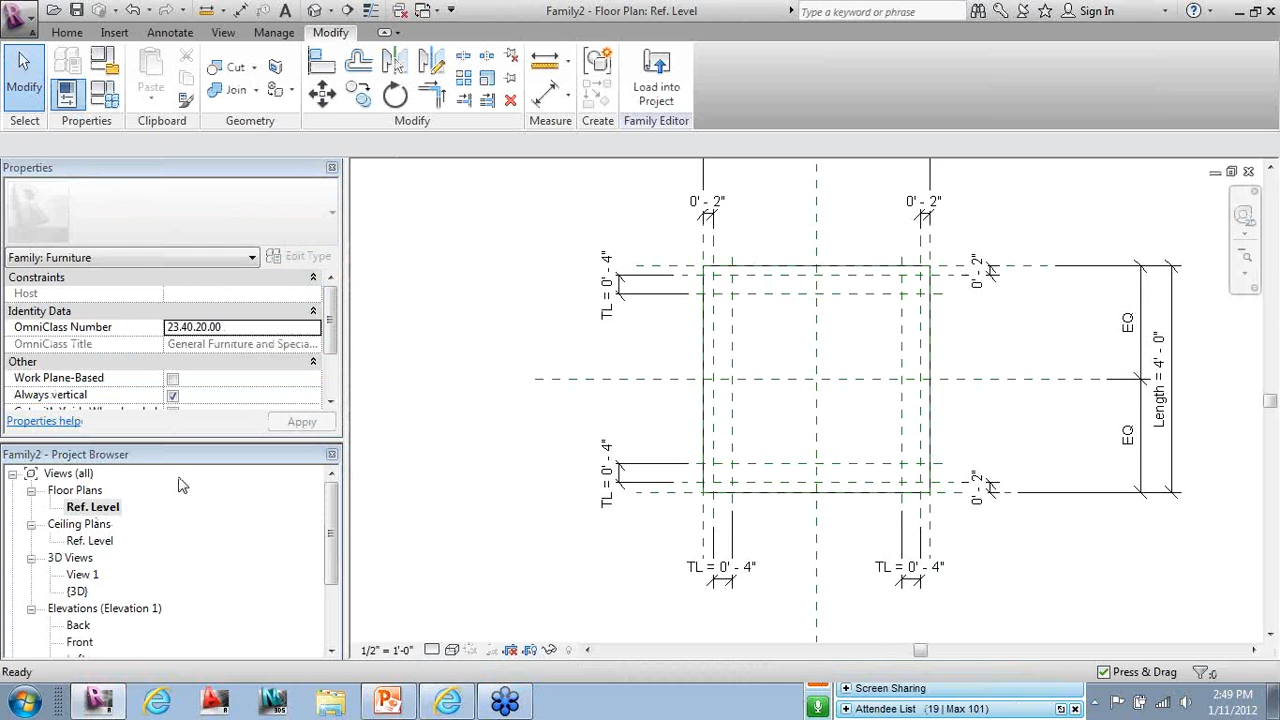 Family2 - Floor Plan: Ref. Level
Type a keyword or phrase
Sign In
Home Insert Annotate View Manage Modify
Modify
Paste
Cut
Join
Load into
Project
Select Properties Clipboard Geometry Modify Measure Create Family Editor
Properties
Family: Furniture
Edit Type
Constraints
Host
Identity Data
OmniClass Number 23.40.20.00
OmniClass Title General Furniture and Specia...
Other
Work Plane-Based
Always vertical
Properties help
Apply
Family2 - Project Browser
Views (all)
Floor Plans
Ref. Level
Ceiling Plans
Ref. Level
3D Views
View 1
{3D}
Elevations (Elevation 1)
Back
Front
0' - 2"
0' - 2"
TL = 0' - 4"
0' - 2"
EQ
Length = 4' - 0"
EQ
TL = 0' - 4"
0' - 2"
TL = 0' - 4"
TL = 0' - 4"
1/2" = 1'-0"
Ready
Press & Drag
:0
Screen Sharing
Attendee List (19 | Max 101)
2:49 PM
1/11/2012